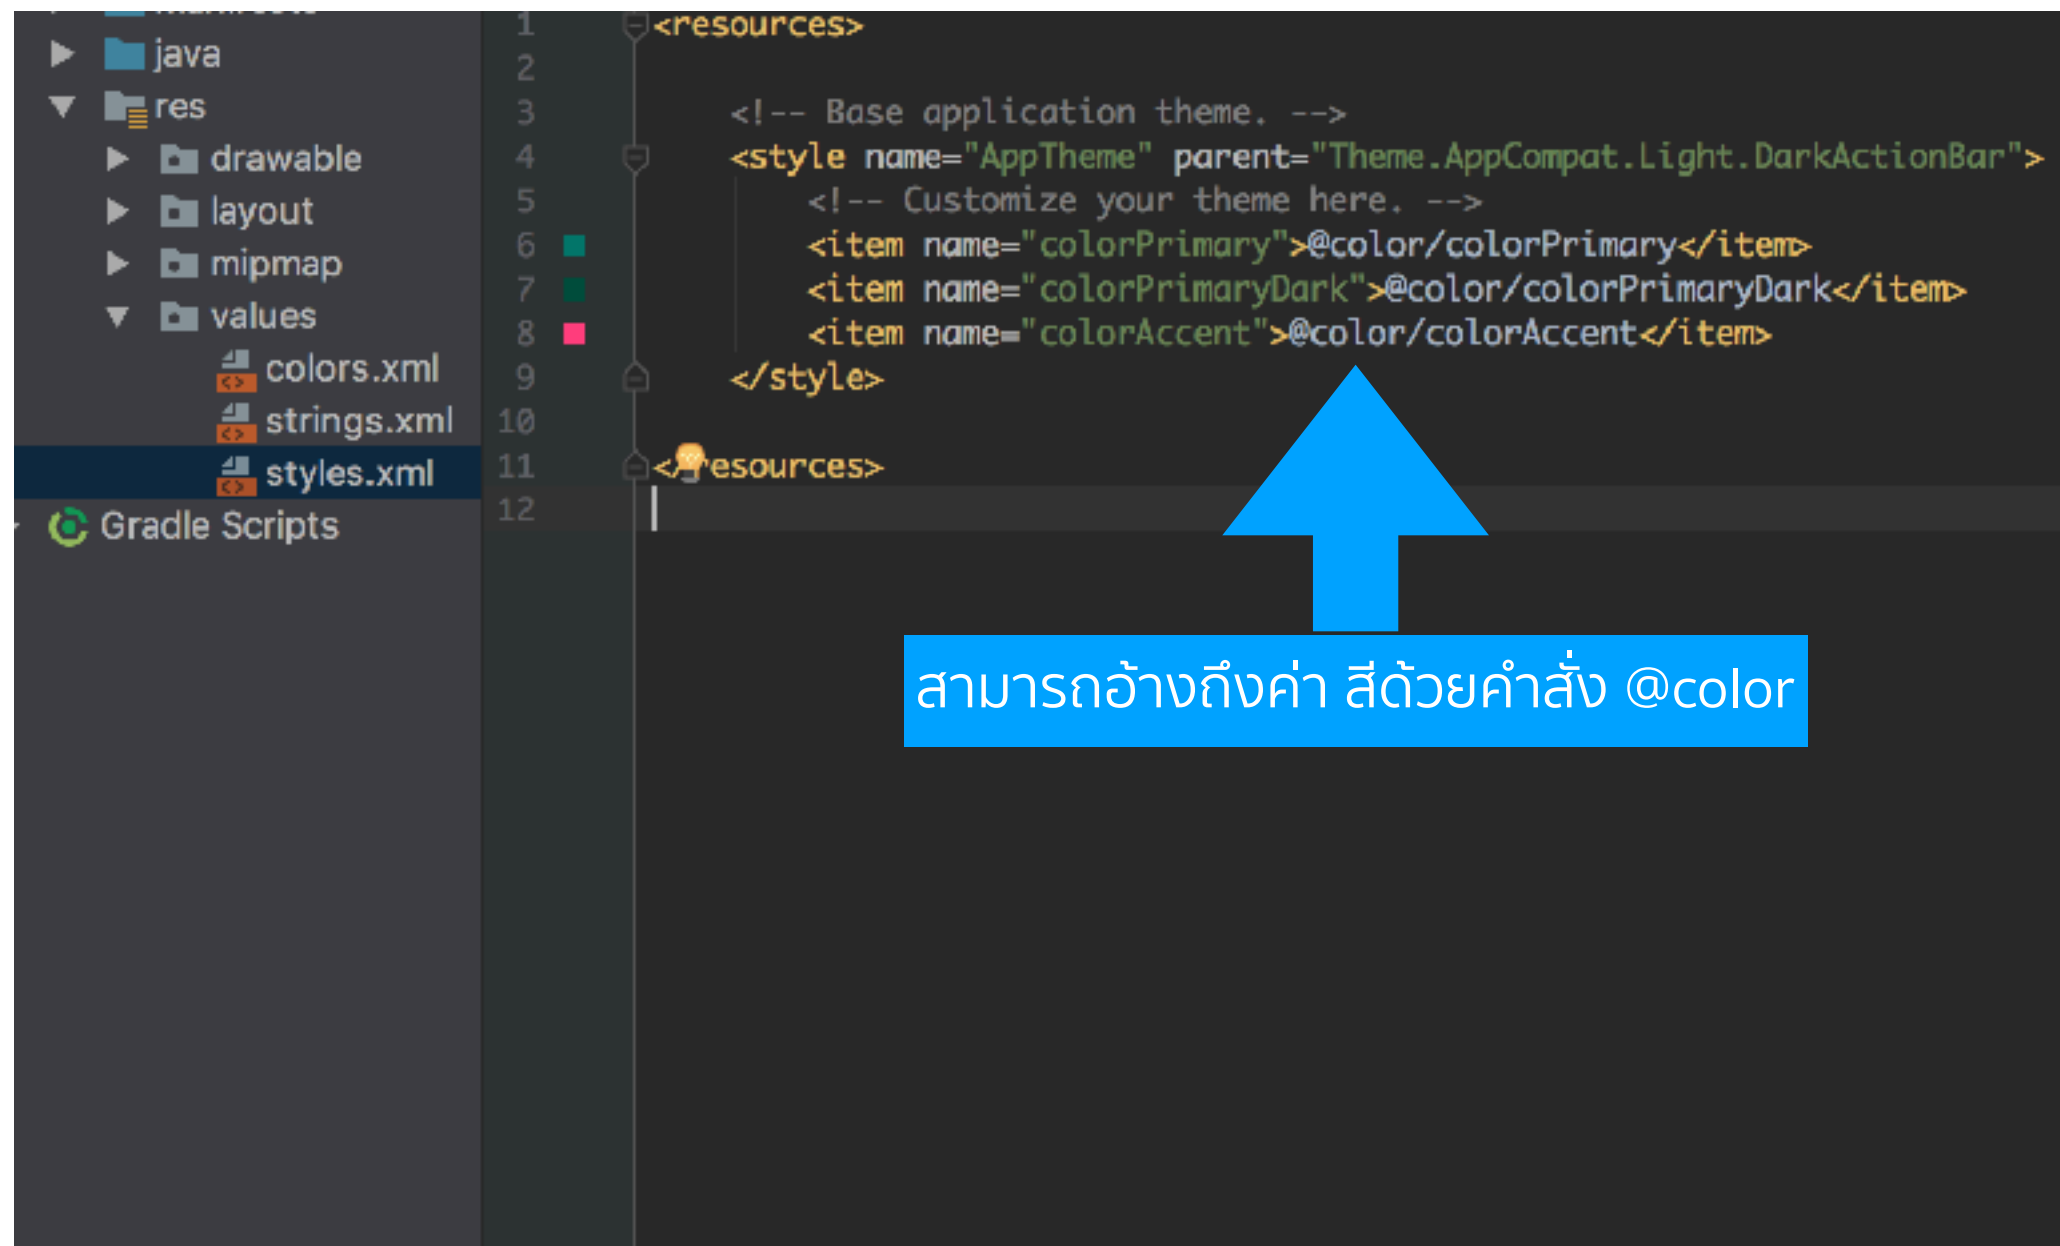 java
res
drawable
layout
mipmap
values
colors.xml
strings.xml
styles.xml
Gradle Scripts
1 <resources>
2
3 <!-- Base application theme. -->
4 <style name="AppTheme" parent="Theme.AppCompat.Light.DarkActionBar">
5 <!-- Customize your theme here. -->
6 <item name="colorPrimary">@color/colorPrimary</item>
7 <item name="colorPrimaryDark">@color/colorPrimaryDark</item>
8 <item name="colorAccent">@color/colorAccent</item>
9 </style>
10
11 </resources>
12
สามารถอ้างถึงค่า สีด้วยคำสั่ง @color